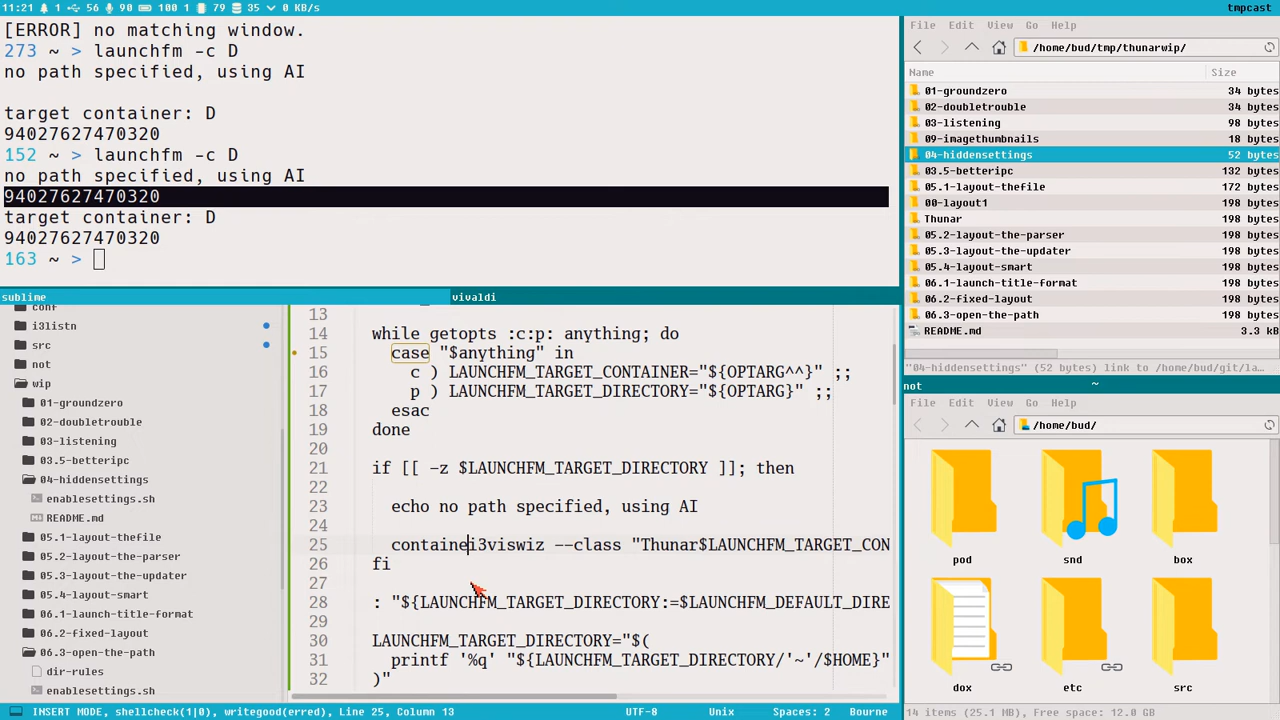 11:21 1 56 90 100 1 79 35 0 KB/s
tmpcast
[ERROR] no matching window.
273 ~ > launchfm -c D
no path specified, using AI
target container: D
94027627470320
152 ~ > launchfm -c D
no path specified, using AI
94027627470320
target container: D
94027627470320
163 ~ >
File Edit View Go Help
/home/bud/tmp/thunarwip/
Name Size
01-groundzero 34 bytes
02-doubletrouble 34 bytes
03-listening 98 bytes
09-imagethumbnails 18 bytes
04-hiddensettings 52 bytes
03.5-betteripc 132 bytes
05.1-layout-thefile 172 bytes
00-layout1 198 bytes
Thunar 198 bytes
05.2-layout-the-parser 198 bytes
05.3-layout-the-updater 198 bytes
05.4-layout-smart 198 bytes
06.1-launch-title-format 198 bytes
06.2-fixed-layout 198 bytes
06.3-open-the-path 198 bytes
README.md 3.3 kB
"04-hiddensettings" (52 bytes) link to /home/bud/git/la...
sublime
vivaldi
conf
i3listn
src
not
wip
01-groundzero
02-doubletrouble
03-listening
03.5-betteripc
04-hiddensettings
enablesettings.sh
README.md
05.1-layout-thefile
05.2-layout-the-parser
05.3-layout-the-updater
05.4-layout-smart
06.1-launch-title-format
06.2-fixed-layout
06.3-open-the-path
dir-rules
enablesettings.sh
13
14 while getopts :c:p: anything; do
15 case "$anything" in
16 c ) LAUNCHFM_TARGET_CONTAINER="${OPTARG^^}" ;;
17 p ) LAUNCHFM_TARGET_DIRECTORY="${OPTARG}" ;;
18 esac
19 done
20
21 if [[ -z $LAUNCHFM_TARGET_DIRECTORY ]]; then
22
23 echo no path specified, using AI
24
25 containei3viswiz --class "Thunar$LAUNCHFM_TARGET_CON
26 fi
27
28 : "${LAUNCHFM_TARGET_DIRECTORY:=$LAUNCHFM_DEFAULT_DIRE
29
30 LAUNCHFM_TARGET_DIRECTORY="$(
31 printf '%q' "${LAUNCHFM_TARGET_DIRECTORY/'~'/$HOME}"
32 )"
INSERT MODE, shellcheck(1|0), writegood(erred), Line 25, Column 13 UTF-8 Unix Spaces: 2 Bourne
not ~
File Edit View Go Help
/home/bud/
pod snd box
dox etc src
14 items (25.1 MB), Free space: 12.0 GB